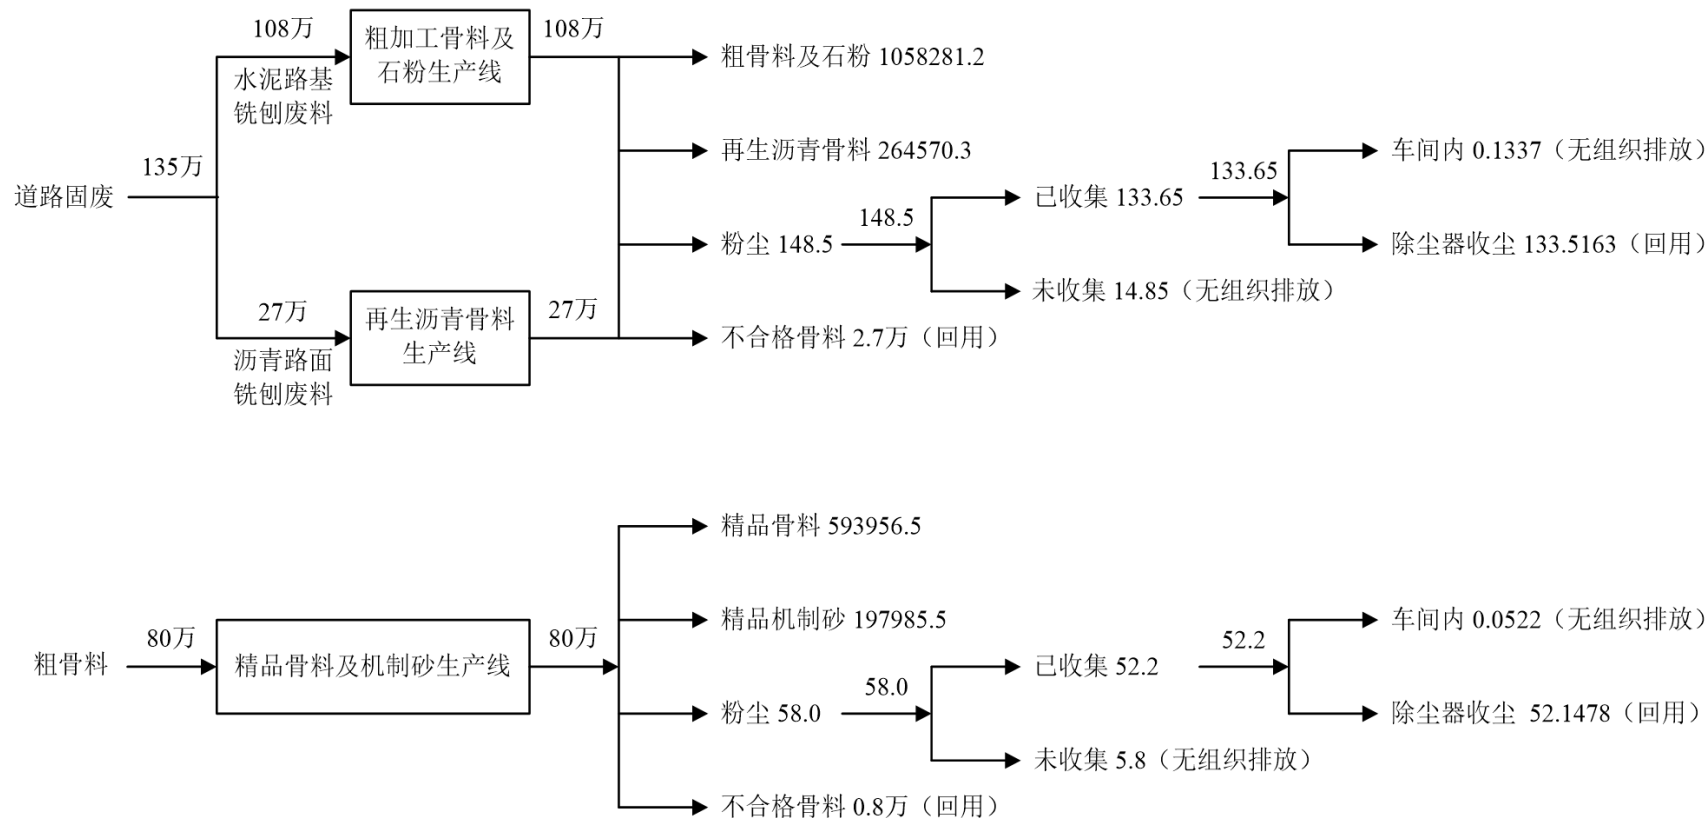 108万
粗加工骨料及
石粉生产线
108万
水泥路基
铣刨废料
粗骨料及石粉 1058281.2
135万
道路固废
再生沥青骨料 264570.3
粉尘 148.5
148.5
已收集 133.65
133.65
车间内 0.1337（无组织排放）
除尘器收尘 133.5163（回用）
未收集 14.85（无组织排放）
27万
再生沥青骨料
生产线
27万
沥青路面
铣刨废料
不合格骨料 2.7万（回用）
精品骨料 593956.5
粗骨料
80万
精品骨料及机制砂生产线
80万
精品机制砂 197985.5
粉尘 58.0
58.0
已收集 52.2
52.2
车间内 0.0522（无组织排放）
除尘器收尘 52.1478（回用）
未收集 5.8（无组织排放）
不合格骨料 0.8万（回用）